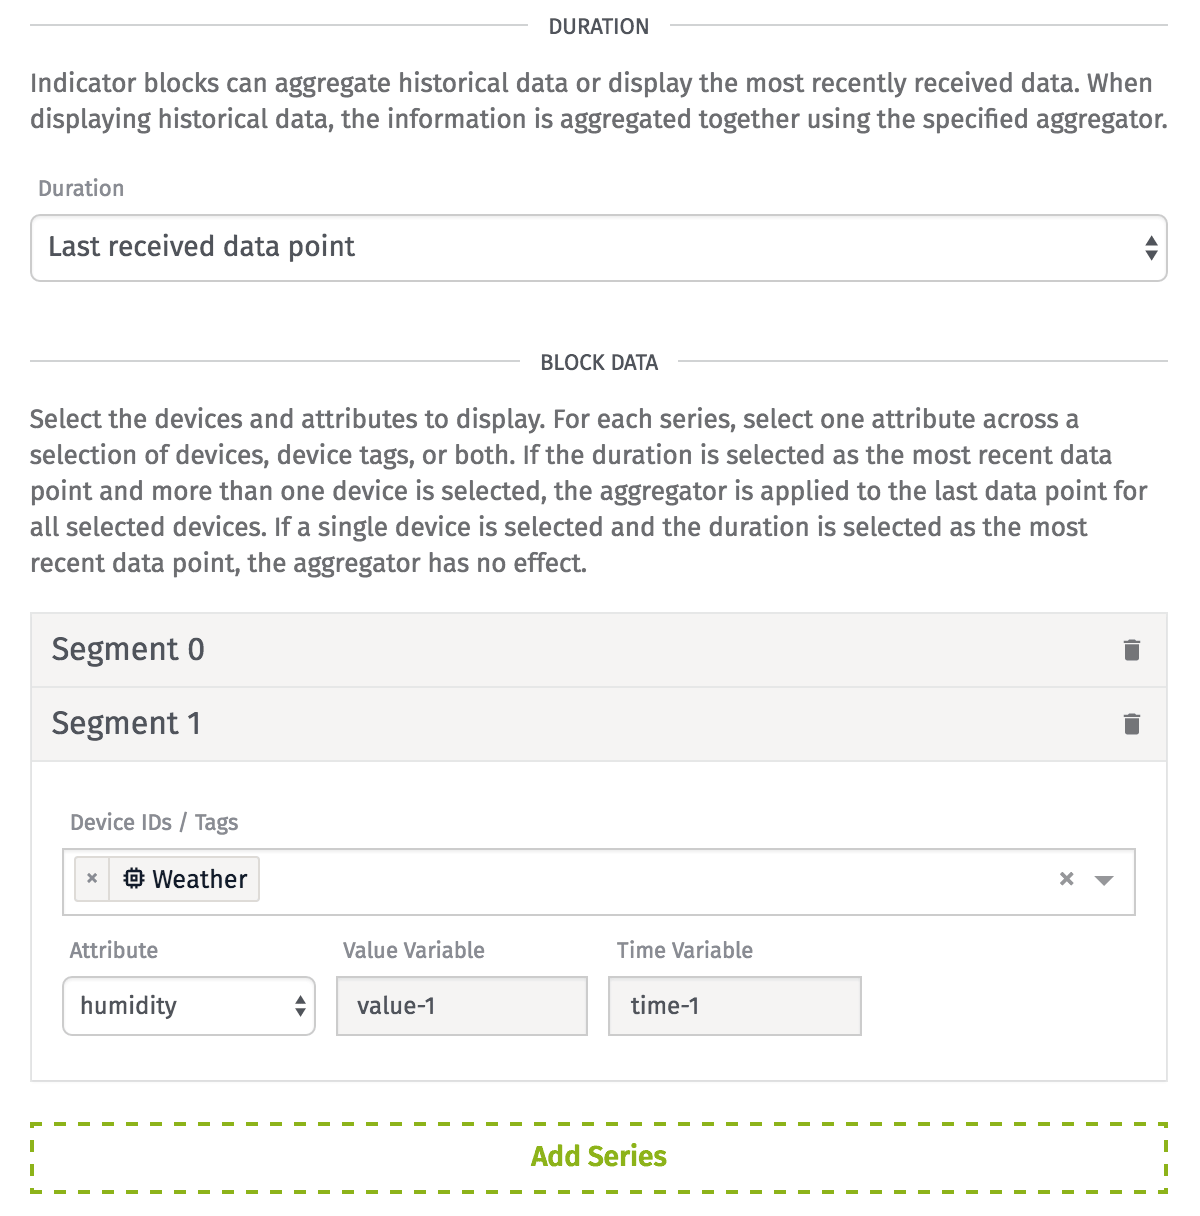 DURATION
Indicator blocks can aggregate historical data or display the most recently received data. When
displaying historical data, the information is aggregated together using the specified aggregator.
Duration
Last received data point
BLOCK DATA
Select the devices and attributes to display. For each series, select one attribute across a
selection of devices, device tags, or both. If the duration is selected as the most recent data
point and more than one device is selected, the aggregator is applied to the last data point for
all selected devices. If a single device is selected and the duration is selected as the most
recent data point, the aggregator has no effect.
Segment 0
Segment 1
Device IDs / Tags
× Weather ×
Attribute Value Variable Time Variable
humidity value-1 time-1
Add Series